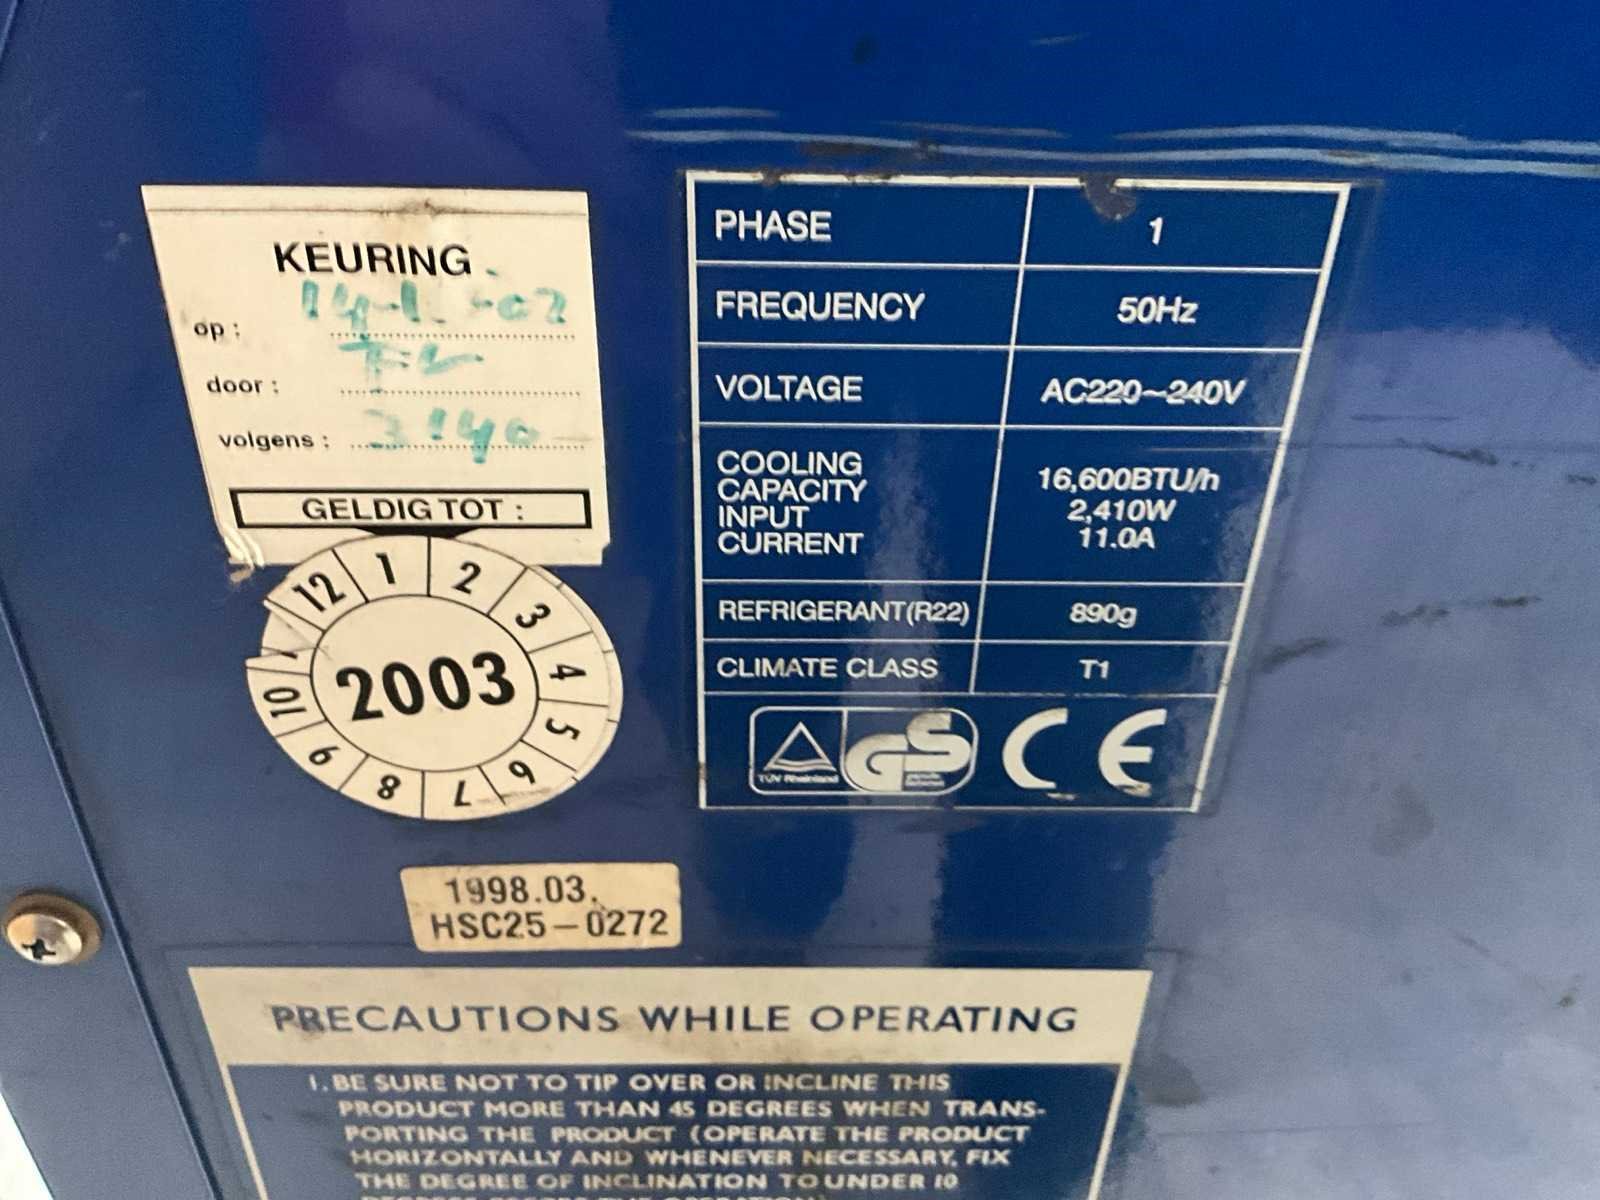 KEURING
op :
door :
volgens : 3140
GELDIG TOT :
12 1 2 3 4 5 6 7 8 9 10
2003
PHASE 1
FREQUENCY 50Hz
VOLTAGE AC220~240V
COOLING
CAPACITY 16,600BTU/h
INPUT 2,410W
CURRENT 11.0A
REFRIGERANT(R22) 890g
CLIMATE CLASS T1
TÜV Rheinland
GS
CE
1998.03.
HSC25-0272
PRECAUTIONS WHILE OPERATING
1. BE SURE NOT TO TIP OVER OR INCLINE THIS
PRODUCT MORE THAN 45 DEGREES WHEN TRANS-
PORTING THE PRODUCT (OPERATE THE PRODUCT
HORIZONTALLY AND WHENEVER NECESSARY, FIX
THE DEGREE OF INCLINATION TO UNDER 10